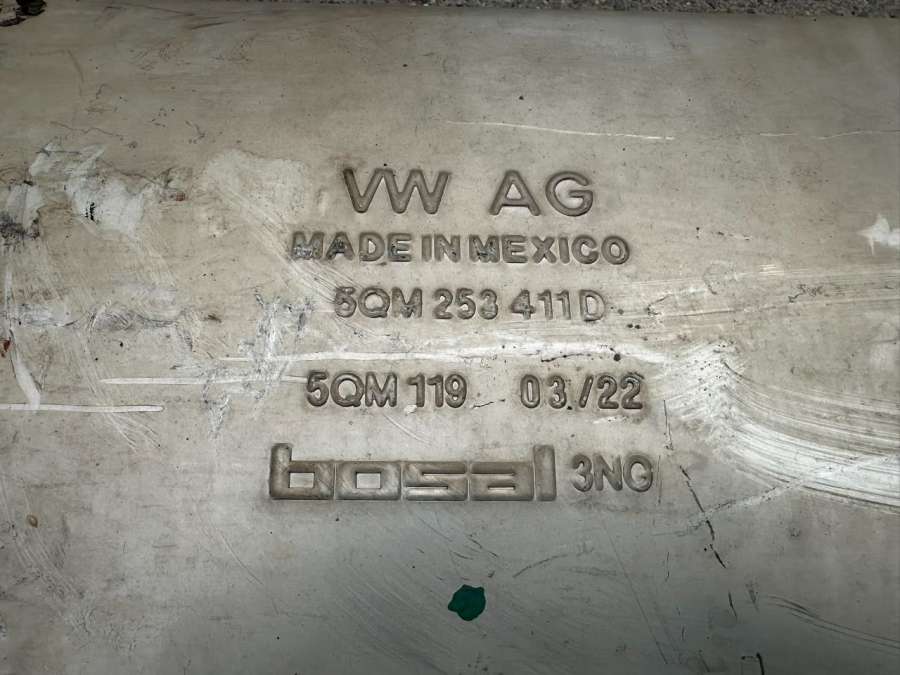 VW AG
MADE IN MEXICO
5QM 253 411 D
5QM 119 03/22
bosal 3NG